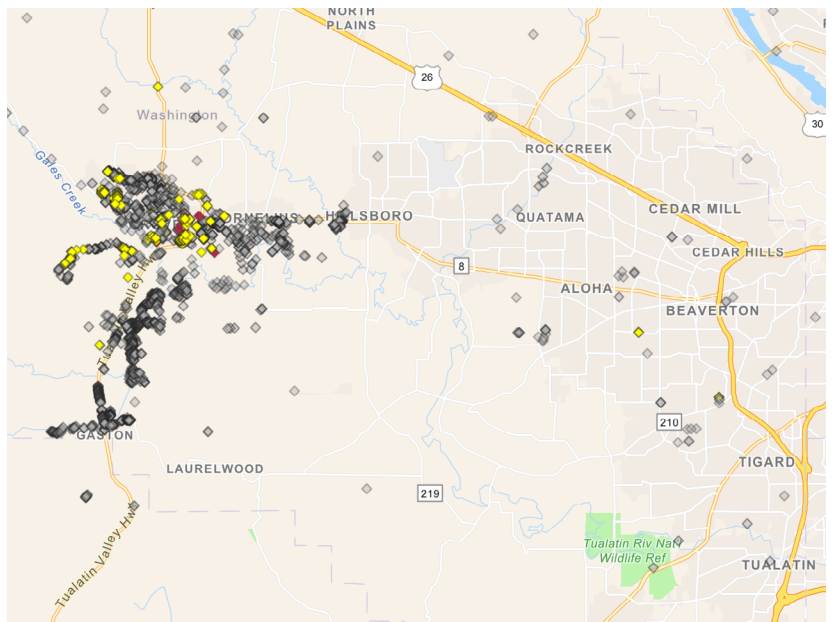 NORTH
PLAINS
26
Washington
30
ROCKCREEK
Gales Creek
CEDAR MILL
HILLSBORO
QUATAMA
CEDAR HILLS
8
ALOHA
BEAVERTON
210
GASTON
TIGARD
LAURELWOOD
219
Tualatin Valley Hwy
Tualatin Riv Natl
Wildlife Ref
TUALATIN